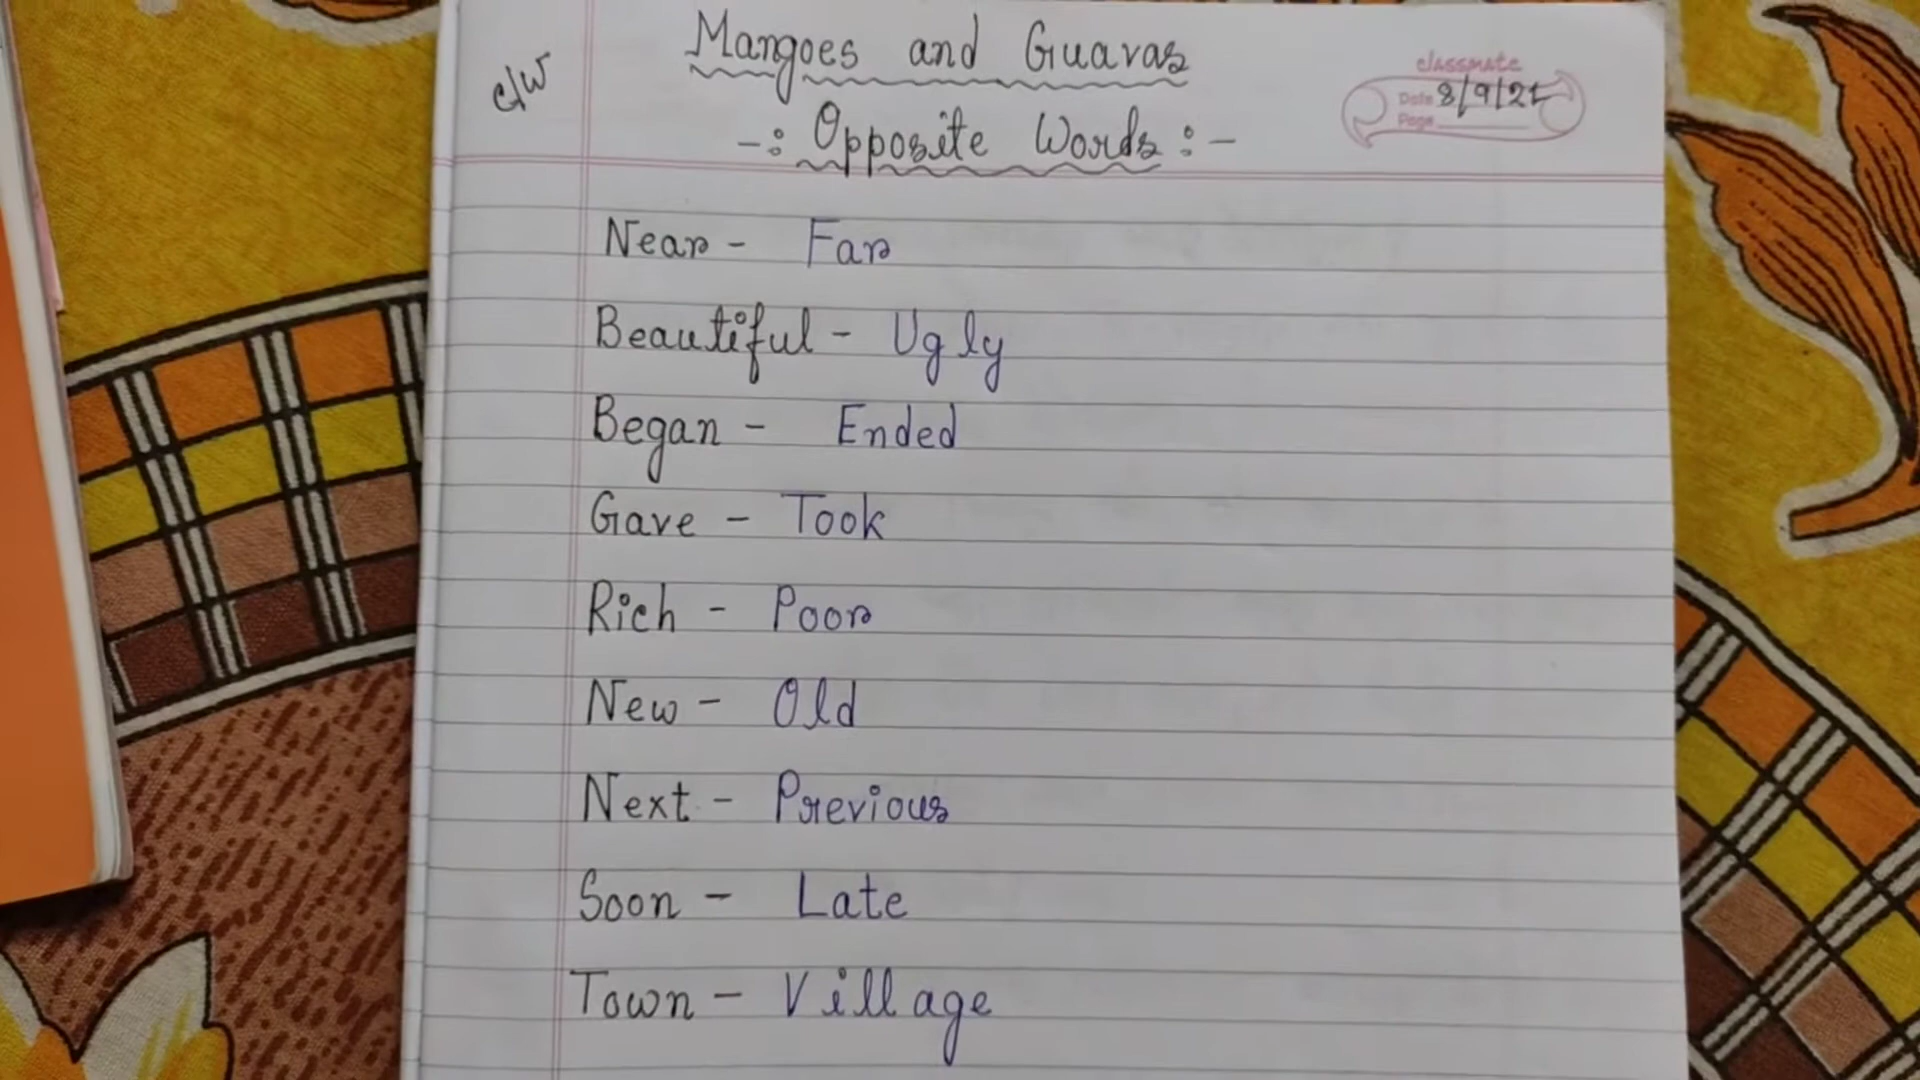 C/W
Mangoes and Guavas
-: Opposite Words :-
classmate
Date 8/9/21
Page
Near - Far
Beautiful - Ugly
Began - Ended
Gave - Took
Rich - Poor
New - Old
Next - Previous
Soon - Late
Town - Village